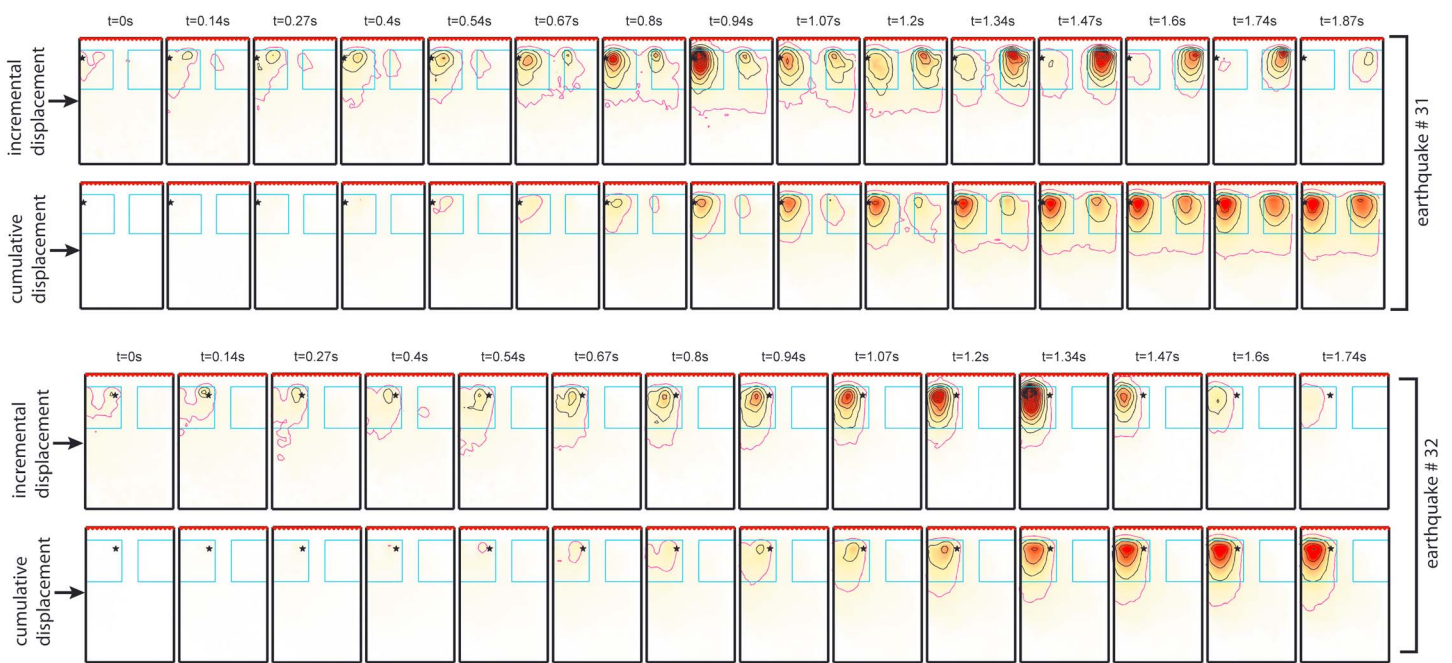 t=0s t=0.14s t=0.27s t=0.4s t=0.54s t=0.67s t=0.8s t=0.94s t=1.07s t=1.2s t=1.34s t=1.47s t=1.6s t=1.74s t=1.87s
incremental
displacement
cumulative
displacement
earthquake # 31
t=0s t=0.14s t=0.27s t=0.4s t=0.54s t=0.67s t=0.8s t=0.94s t=1.07s t=1.2s t=1.34s t=1.47s t=1.6s t=1.74s
incremental
displacement
cumulative
displacement
earthquake # 32